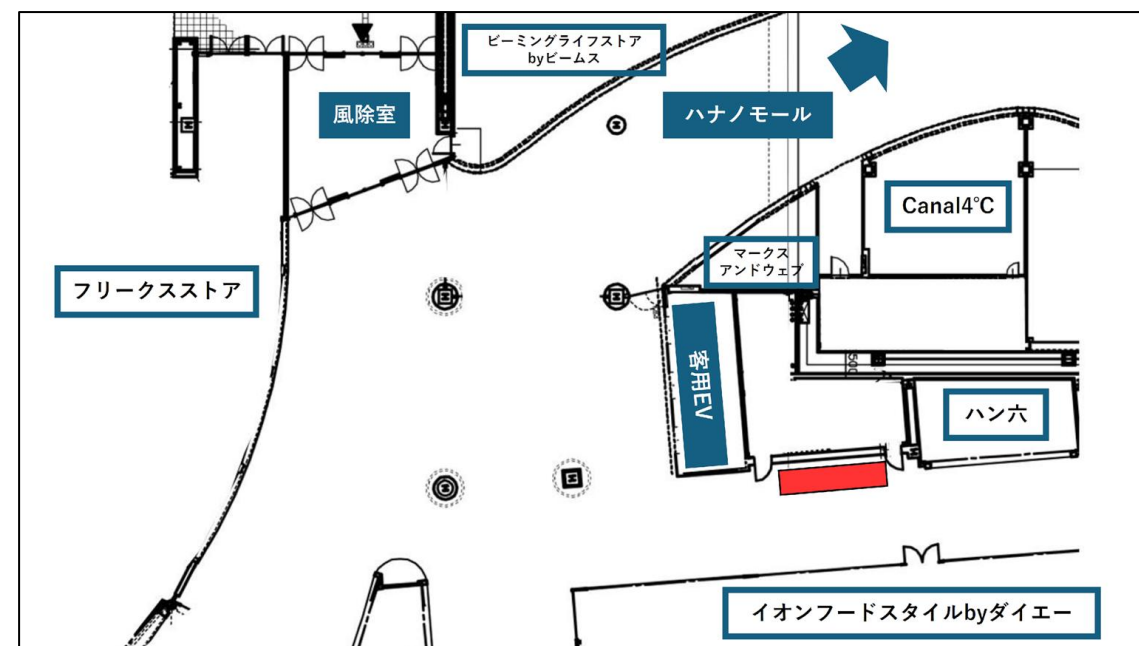 ビーミングライフストア
byビームス
風除室
ハナノモール
Canal4℃
マークス
アンドウェブ
フリークスストア
客用EV
500
ハン六
イオンフードスタイルbyダイエー